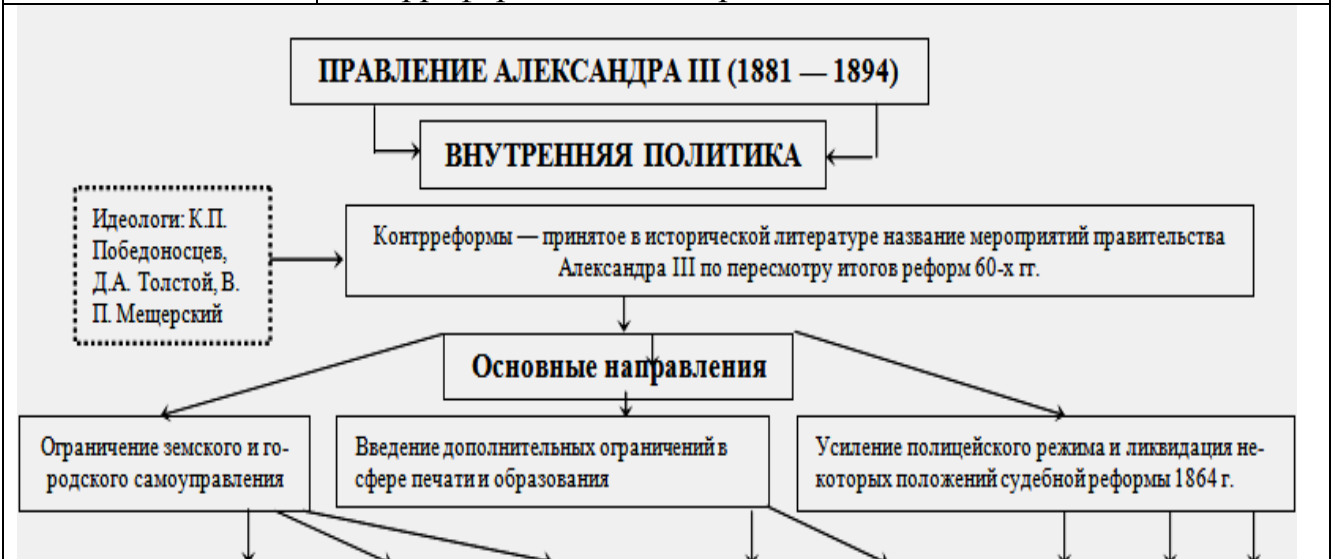 ПРАВЛЕНИЕ АЛЕКСАНДРА III (1881 — 1894)
ВНУТРЕННЯЯ ПОЛИТИКА
Идеологи: К.П.
Победоносцев,
Д.А. Толстой, В.
П. Мещерский
Контрреформы — принятое в исторической литературе название мероприятий правительства
Александра III по пересмотру итогов реформ 60-х гг.
Основные направления
Ограничение земского и го-
родского самоуправления
Введение дополнительных ограничений в
сфере печати и образования
Усиление полицейского режима и ликвидация не-
которых положений судебной реформы 1864 г.